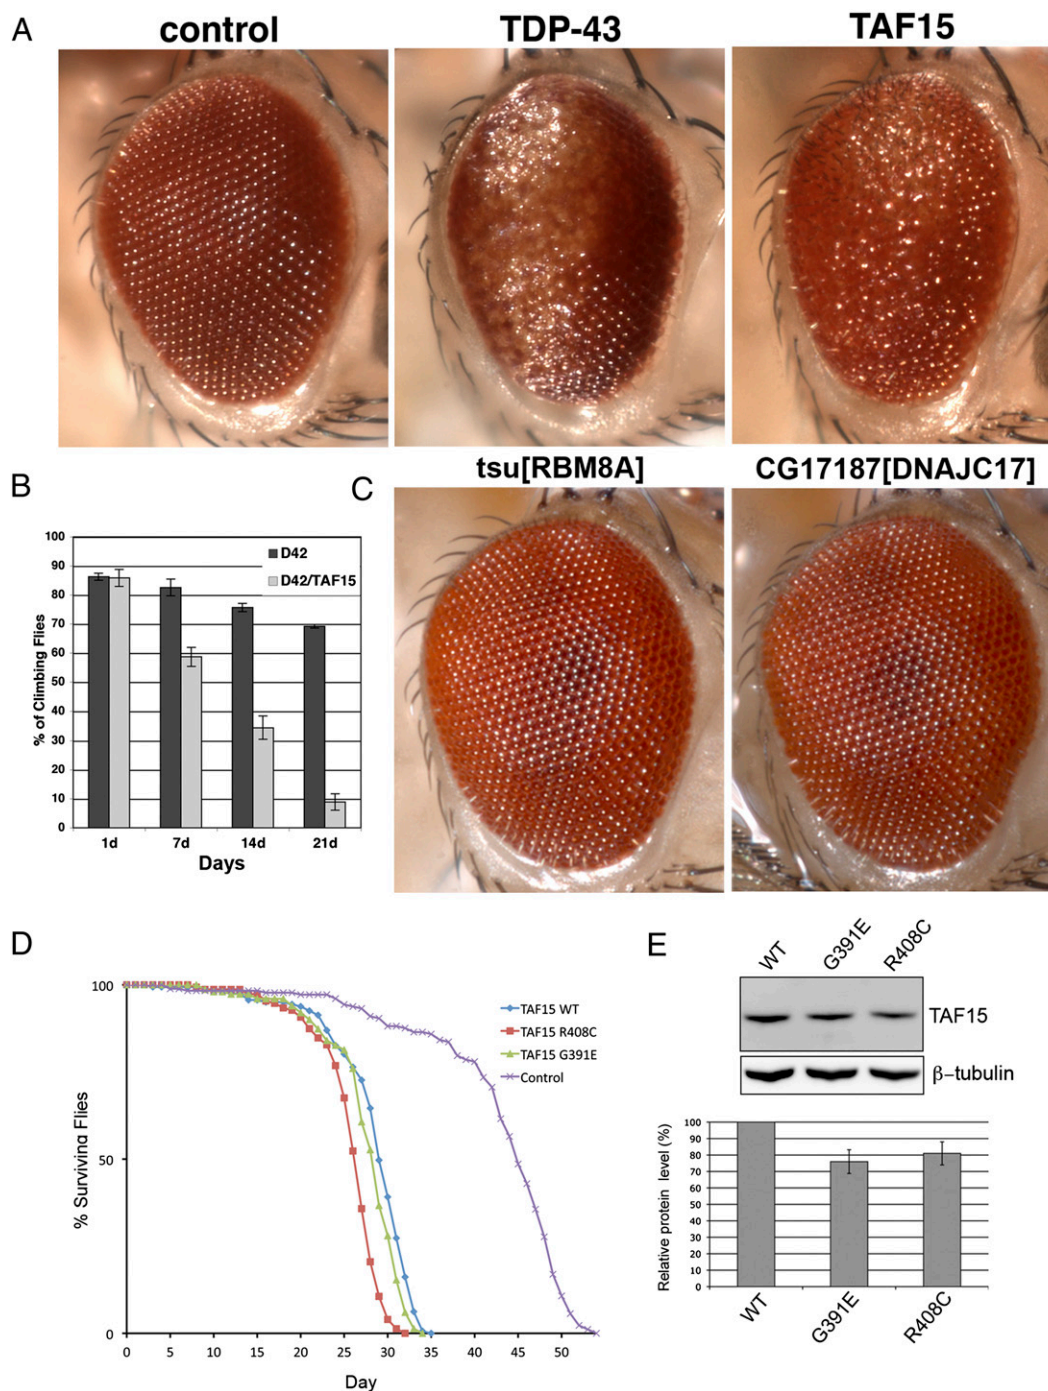 A
control
TDP-43
TAF15
B
100
90
80
70
60
50
40
30
20
10
0
% of Climbing Flies
D42
D42/TAF15
1d
7d
14d
21d
Days
C
tsu[RBM8A]
CG17187[DNAJC17]
D
100
50
0
% Surviving Flies
TAF15 WT
TAF15 R408C
TAF15 G391E
Control
0 5 10 15 20 25 30 35 40 45 50
Day
E
WT
G391E
R408C
TAF15
β-tubulin
100
90
80
70
60
50
40
30
20
10
0
Relative protein level (%)
WT
G391E
R408C